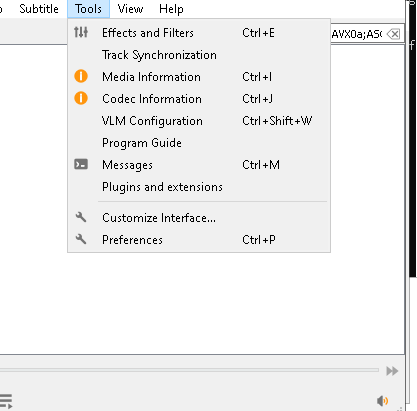 Subtitle Tools View Help
Effects and Filters Ctrl+E
AVX0a;AS
Track Synchronization
Media Information Ctrl+I
Codec Information Ctrl+J
VLM Configuration Ctrl+Shift+W
Program Guide
Messages Ctrl+M
Plugins and extensions
Customize Interface...
Preferences Ctrl+P